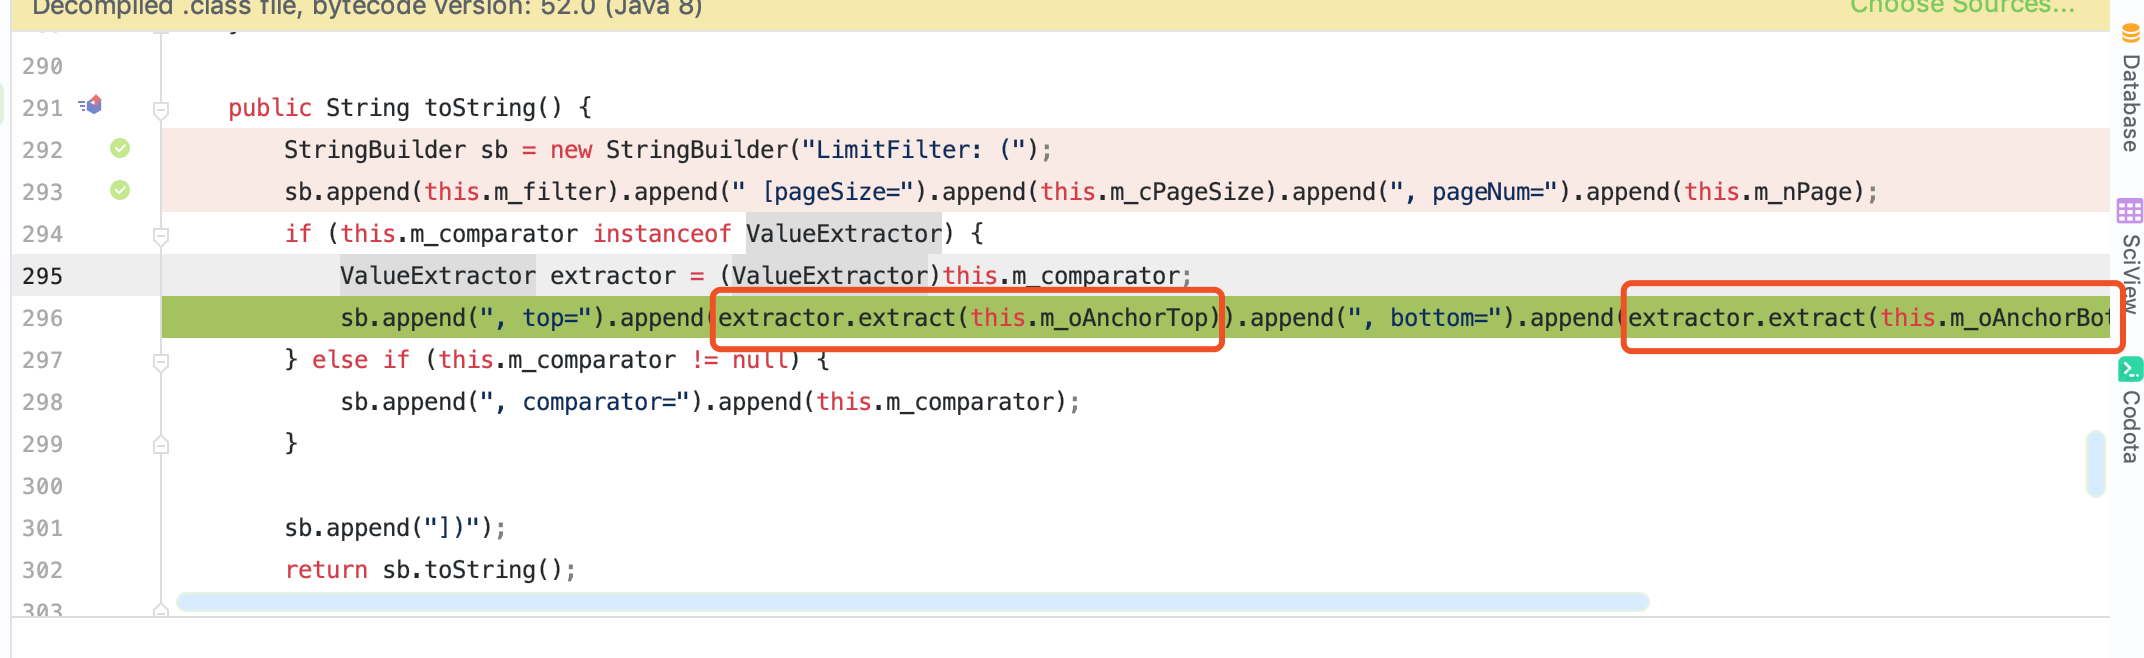 Decompiled .class file, bytecode version: 52.0 (Java 8)
Choose Sources...
290
291 public String toString() {
292 StringBuilder sb = new StringBuilder("LimitFilter: (");
293 sb.append(this.m_filter).append(" [pageSize=").append(this.m_cPageSize).append(", pageNum=").append(this.m_nPage);
294 if (this.m_comparator instanceof ValueExtractor) {
295 ValueExtractor extractor = (ValueExtractor)this.m_comparator;
296 sb.append(", top=").append(extractor.extract(this.m_oAnchorTop)).append(", bottom=").append(extractor.extract(this.m_oAnchorBot
297 } else if (this.m_comparator != null) {
298 sb.append(", comparator=").append(this.m_comparator);
299 }
300
301 sb.append("])");
302 return sb.toString();
303
Database
SciView
Codota